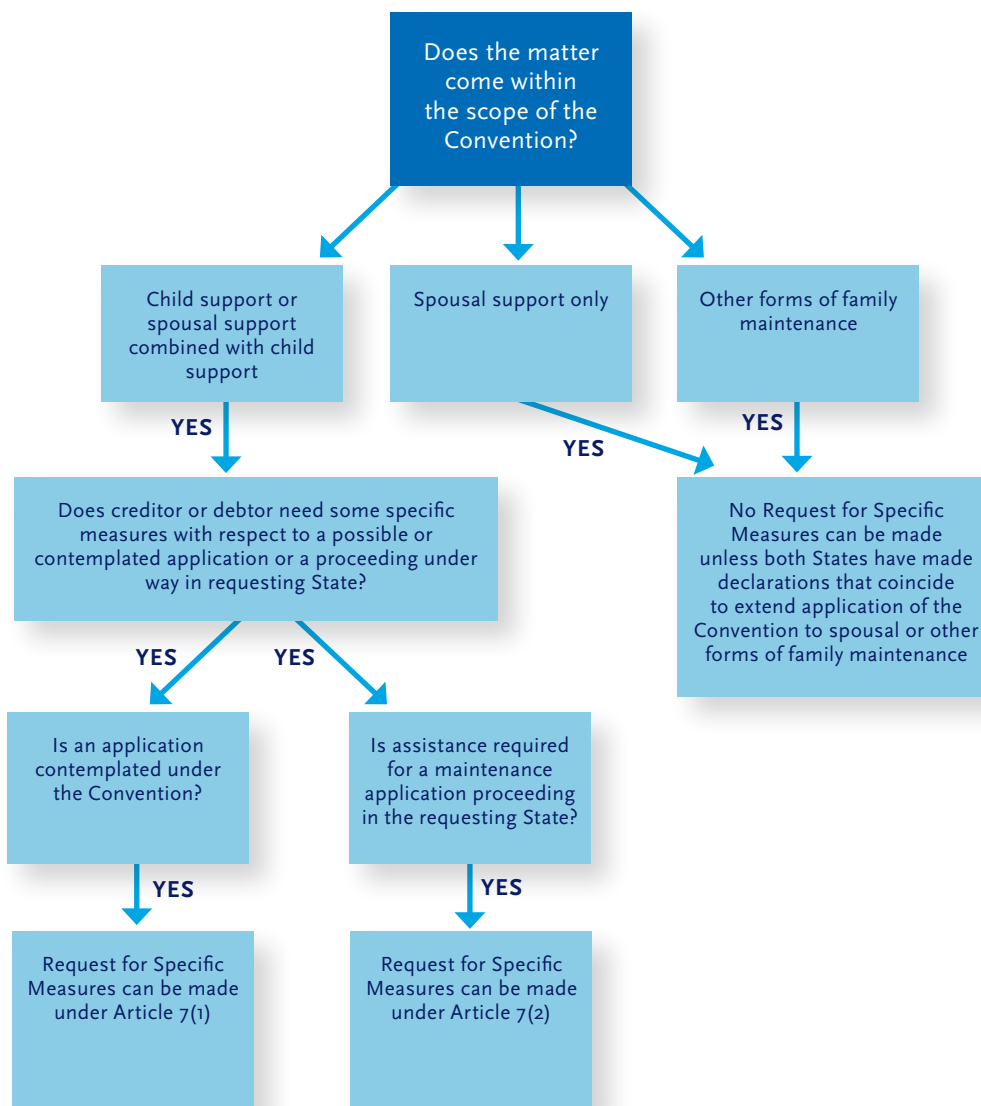 Does the matter
come within
the scope of the
Convention?
Child support or
spousal support
combined with child
support
Spousal support only
Other forms of family
maintenance
YES
YES
YES
Does creditor or debtor need some specific
measures with respect to a possible or
contemplated application or a proceeding under
way in requesting State?
No Request for Specific
Measures can be made
unless both States have made
declarations that coincide
to extend application of the
Convention to spousal or other
forms of family maintenance
YES
YES
Is an application
contemplated under
the Convention?
Is assistance required
for a maintenance
application proceeding
in the requesting State?
YES
YES
Request for Specific
Measures can be made
under Article 7(1)
Request for Specific
Measures can be made
under Article 7(2)